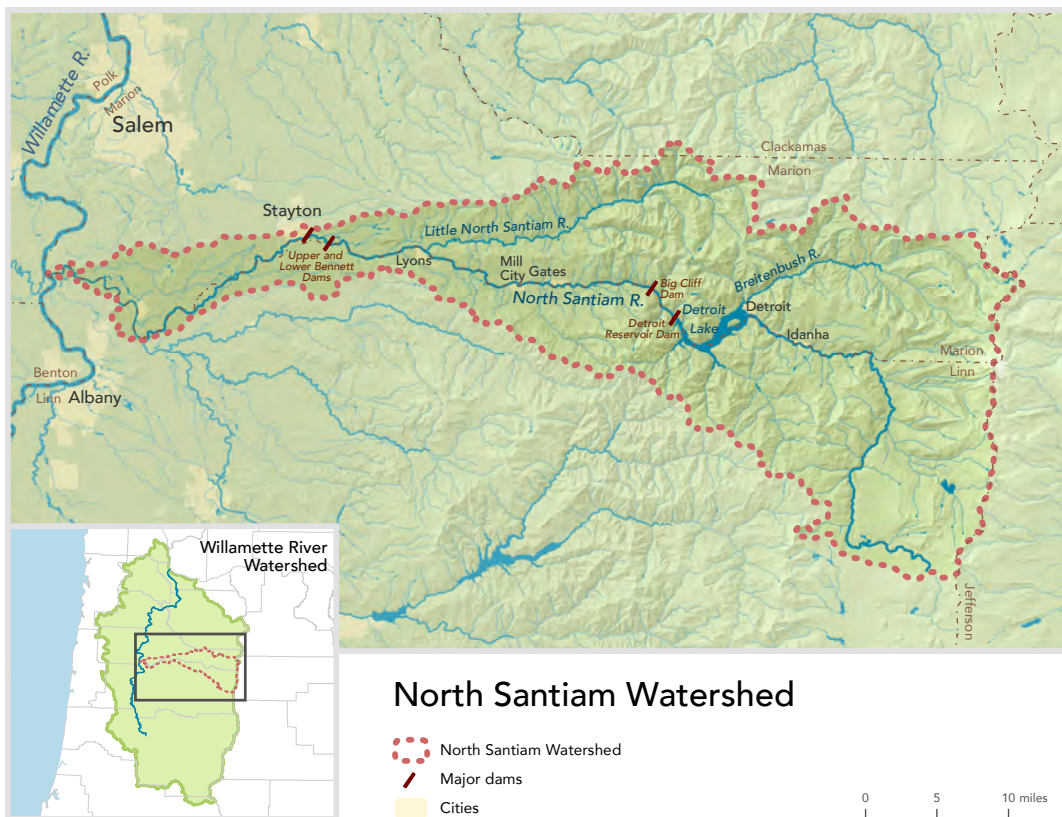 Willamette R.
Polk
Marion
Salem
Clackamas
Marion
Stayton
Little North Santiam R.
Upper and
Lower Bennett
Dams
Lyons
Mill
City
Gates
Breitenbush R.
North Santiam R.
Big Cliff
Dam
Detroit
Lake
Detroit
Detroit
Reservoir Dam
Idanha
Marion
Linn
Benton
Linn
Albany
Jefferson
Willamette River
Watershed
North Santiam Watershed
North Santiam Watershed
Major dams
Cities
0
5
10 miles